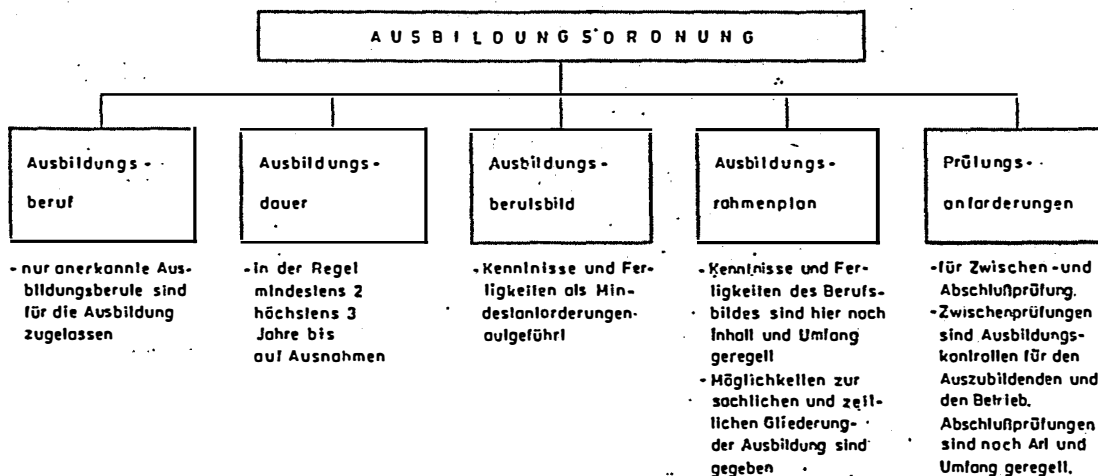 AUSBILDUNGSORDNUNG
Ausbildungs-
beruf
- nur anerkannte Aus-
bildungsberufe sind
für die Ausbildung
zugelassen
Ausbildungs-
dauer
- in der Regel
mindestens 2
höchstens 3
Jahre bis
auf Ausnahmen
Ausbildungs-
berufsbild
- Kenntnisse und Fer-
tigkeiten als Min-
destanforderungen
aufgeführt
Ausbildungs-
rahmenplan
- Kenntnisse und Fer-
tigkeiten des Berufs-
bildes sind hier nach
Inhalt und Umfang
geregelt
- Möglichkeiten zur
sachlichen und zeit-
lichen Gliederung
der Ausbildung sind
gegeben
Prüfungs-
anforderungen
- für Zwischen- und
Abschlußprüfung.
- Zwischenprüfungen
sind Ausbildungs-
kontrollen für den
Auszubildenden und
den Betrieb.
Abschlußprüfungen
sind nach Art und
Umfang geregelt.